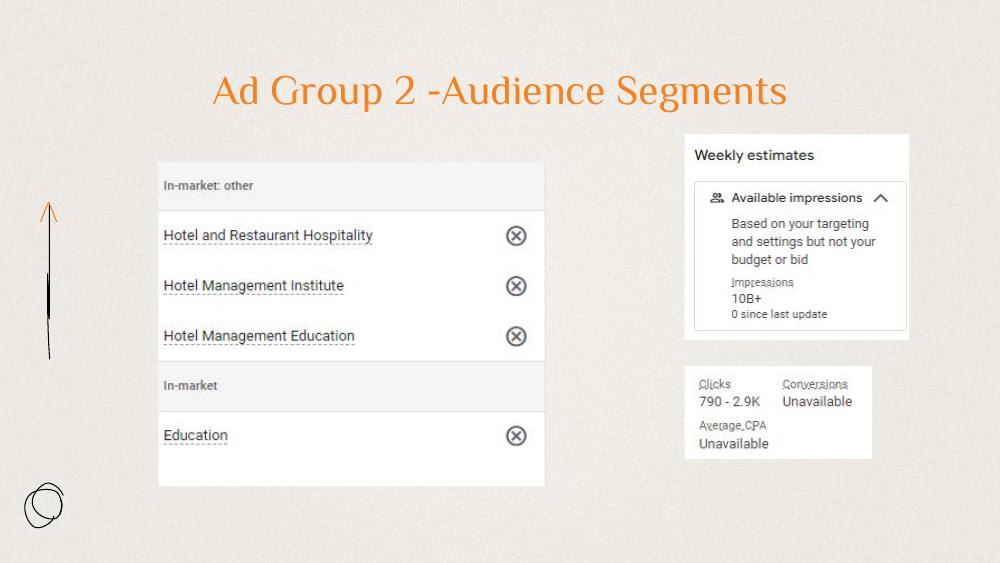 Ad Group 2 -Audience Segments
In-market: other
Hotel and Restaurant Hospitality
Hotel Management Institute
Hotel Management Education
In-market
Education
Weekly estimates
Available impressions
Based on your targeting
and settings but not your
budget or bid
Impressions
10B+
0 since last update
Clicks Conversions
790 - 2.9K Unavailable
Average CPA
Unavailable